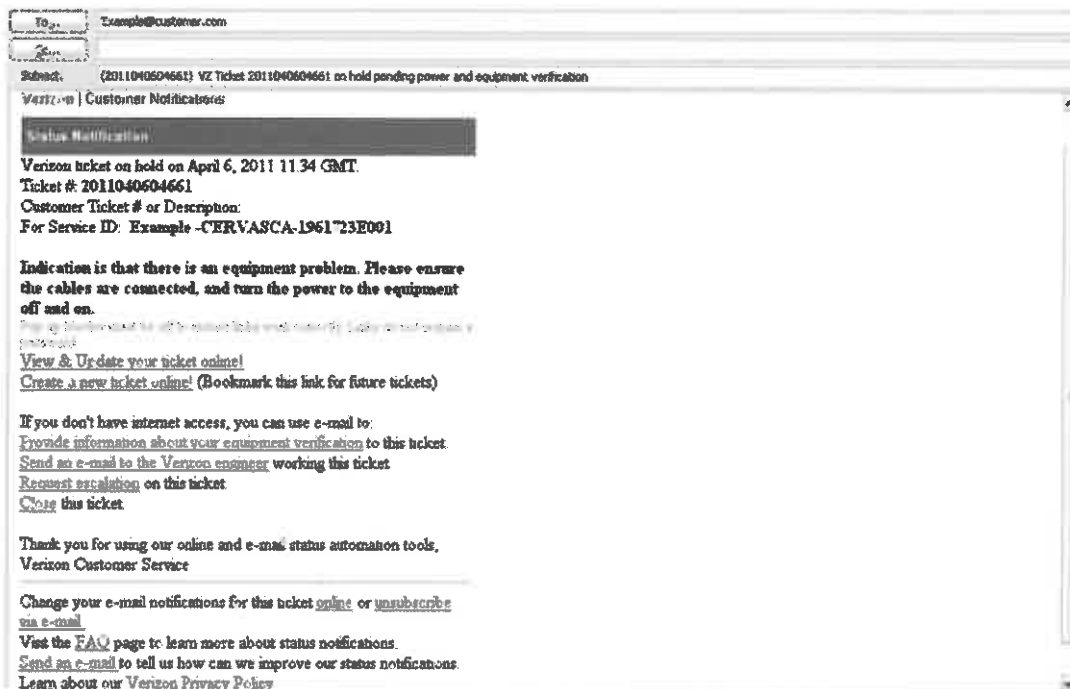 To...
Example@customer.com
Subject:
(2011040604661) VZ Ticket 2011040604661 on hold pending power and equipment verification
Verizon | Customer Notifications
Status Notification
Verizon ticket on hold on April 6, 2011 11.34 GMT.
Ticket #: 2011040604661
Customer Ticket # or Description:
For Service ID: Example -CERVASCA-1961723E001
Indication is that there is an equipment problem. Please ensure
the cables are connected, and turn the power to the equipment
off and on.
View & Update your ticket online!
Create a new ticket online! (Bookmark this link for future tickets)
If you don't have internet access, you can use e-mail to:
Provide information about your equipment verification to this ticket.
Send an e-mail to the Verizon engineer working this ticket
Request escalation on this ticket.
Close this ticket.
Thank you for using our online and e-mail status automation tools,
Verizon Customer Service
Change your e-mail notifications for this ticket online or unsubscribe
via e-mail
Visit the FAQ page to learn more about status notifications.
Send an e-mail to tell us how can we improve our status notifications.
Learn about our Verizon Privacy Policy